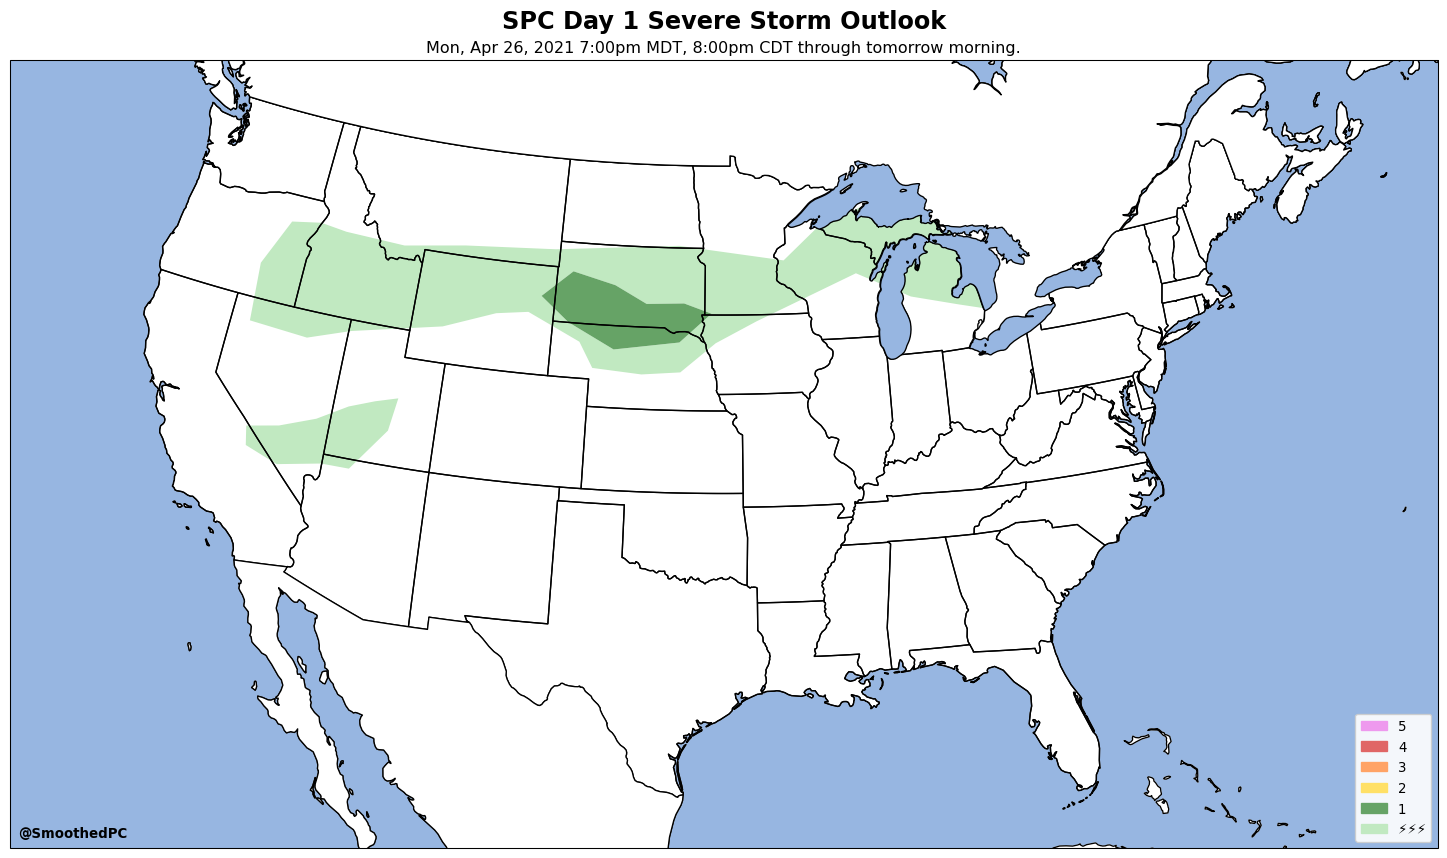 SPC Day 1 Severe Storm Outlook
Mon, Apr 26, 2021 7:00pm MDT, 8:00pm CDT through tomorrow morning.
5
4
3
2
1
⚡⚡⚡
@SmoothedPC